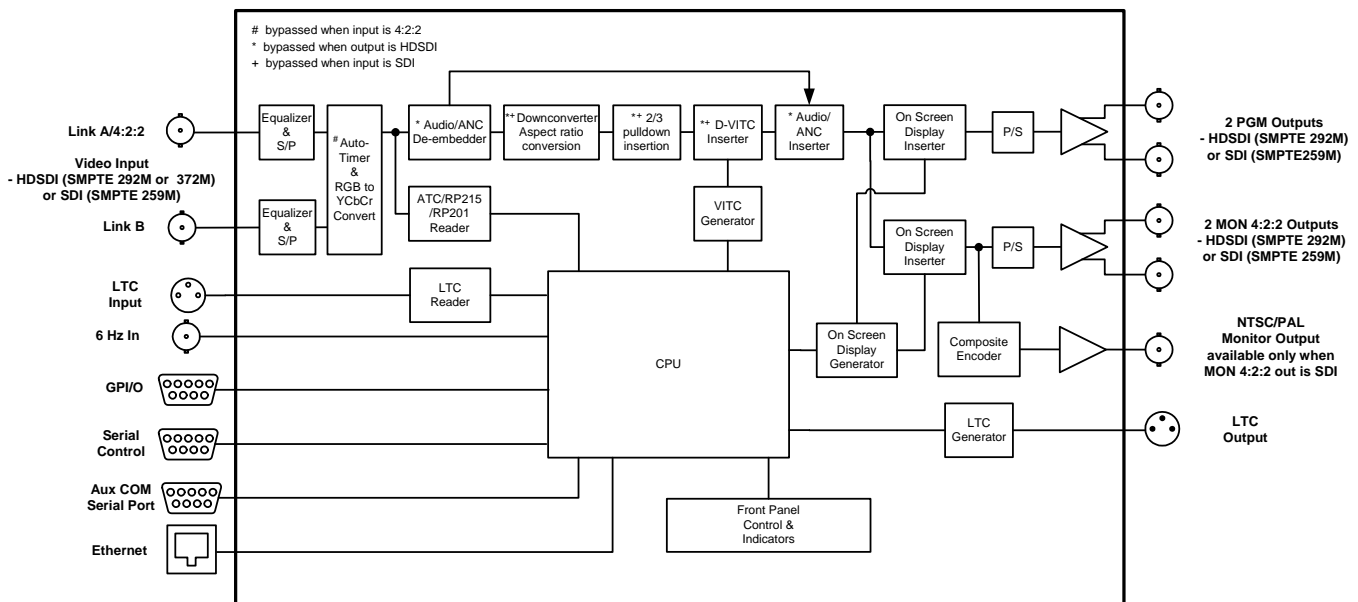 # bypassed when input is 4:2:2
* bypassed when output is HDSDI
+ bypassed when input is SDI
Link A/4:2:2
Video Input
- HDSDI (SMPTE 292M or 372M)
or SDI (SMPTE 259M)
Link B
LTC
Input
6 Hz In
GPI/O
Serial
Control
Aux COM
Serial Port
Ethernet
Equalizer
&
S/P
Equalizer
&
S/P
# Auto-
Timer
&
RGB to
YCbCr
Convert
* Audio/ANC
De-embedder
*+ Downconverter
Aspect ratio
conversion
*+ 2/3
pulldown
insertion
*+ D-VITC
Inserter
* Audio/
ANC
Inserter
On Screen
Display
Inserter
P/S
ATC/RP215
/RP201
Reader
VITC
Generator
On Screen
Display
Inserter
P/S
LTC
Reader
CPU
On Screen
Display
Generator
Composite
Encoder
LTC
Generator
Front Panel
Control &
Indicators
2 PGM Outputs
- HDSDI (SMPTE 292M)
or SDI (SMPTE259M)
2 MON 4:2:2 Outputs
- HDSDI (SMPTE 292M)
or SDI (SMPTE 259M)
NTSC/PAL
Monitor Output
available only when
MON 4:2:2 out is SDI
LTC
Output